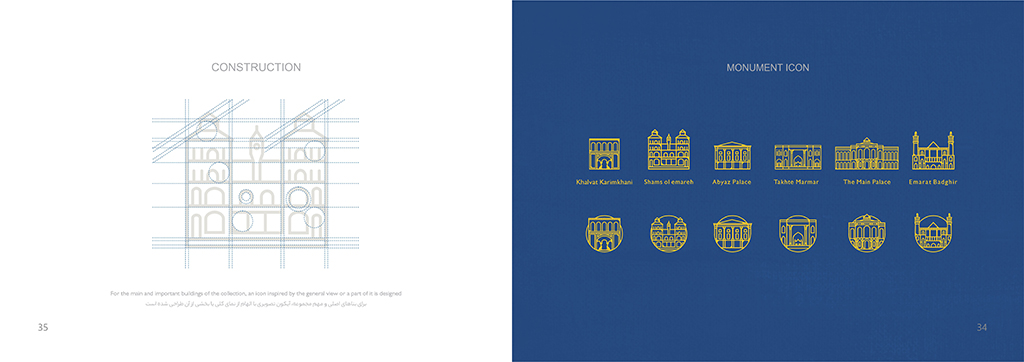 CONSTRUCTION
For the main and important buildings of the collection, an icon inspired by the general view or a part of it is designed
برای بناهای اصلی و مهم مجموعه، آیکون تصویری با الهام از نمای کلی یا بخشی از آن طراحی شده است
35
MONUMENT ICON
Khalvat Karimkhani
Shams ol emareh
Abyaz Palace
Takhte Marmar
The Main Palace
Emarat Badghir
34